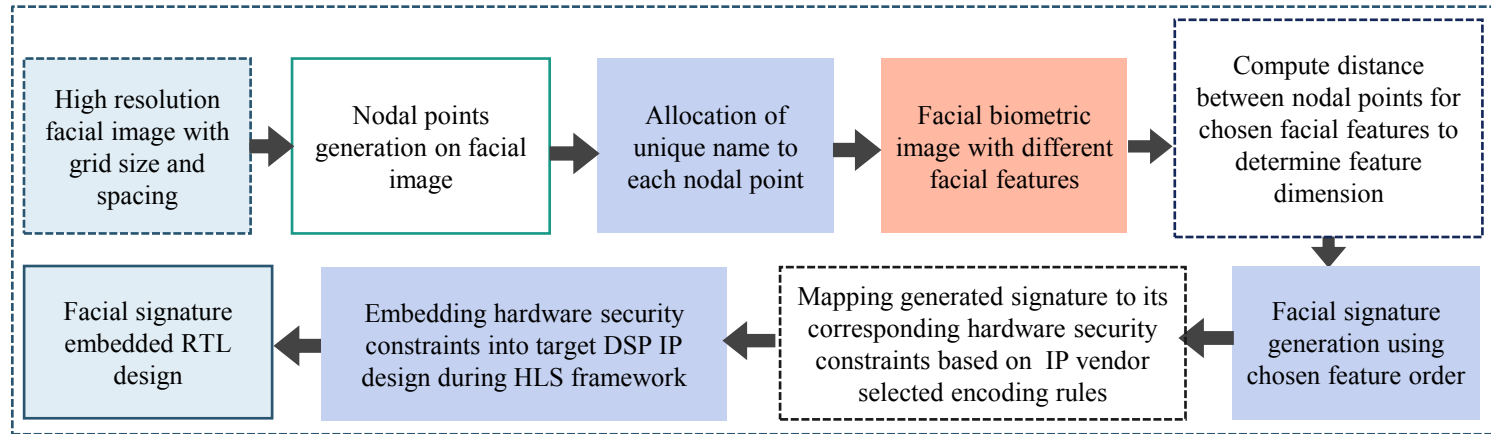 High resolution
facial image with
grid size and
spacing
Nodal points
generation on facial
image
Allocation of
unique name to
each nodal point
Facial biometric
image with different
facial features
Compute distance
between nodal points for
chosen facial features to
determine feature
dimension
Facial signature
generation using
chosen feature order
Mapping generated signature to its
corresponding hardware security
constraints based on IP vendor
selected encoding rules
Embedding hardware security
constraints into target DSP IP
design during HLS framework
Facial signature
embedded RTL
design